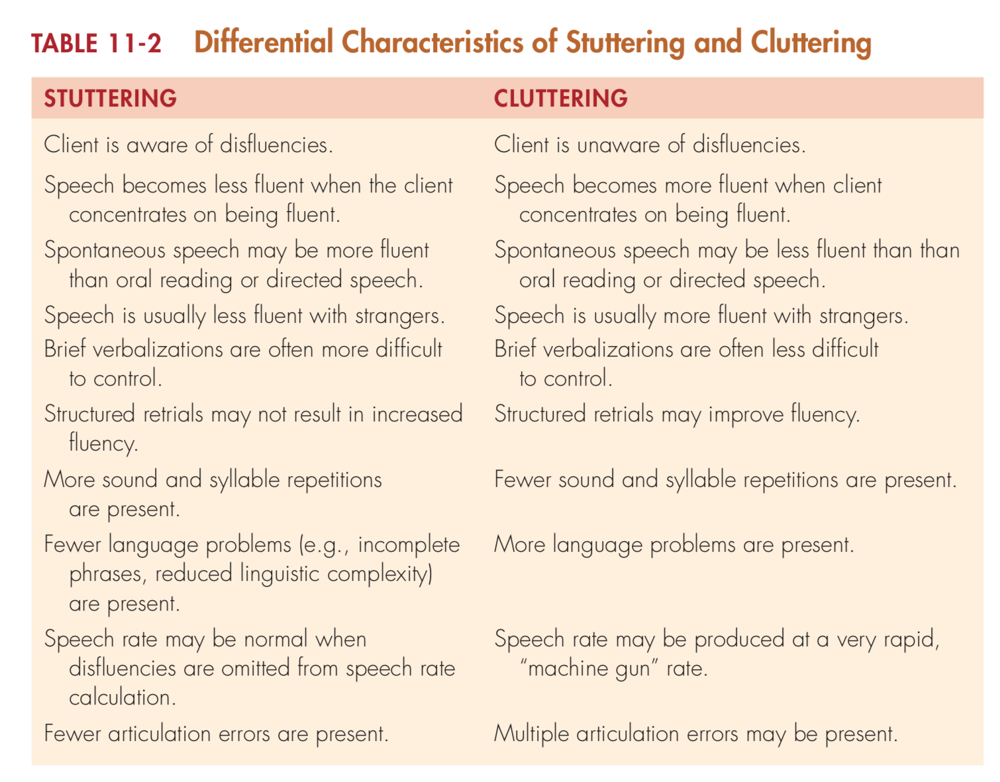 TABLE 11-2 Differential Characteristics of Stuttering and Cluttering
STUTTERING
CLUTTERING
Client is aware of disfluencies.
Client is unaware of disfluencies.
Speech becomes less fluent when the client
concentrates on being fluent.
Speech becomes more fluent when client
concentrates on being fluent.
Spontaneous speech may be more fluent
than oral reading or directed speech.
Spontaneous speech may be less fluent than than
oral reading or directed speech.
Speech is usually less fluent with strangers.
Speech is usually more fluent with strangers.
Brief verbalizations are often more difficult
to control.
Brief verbalizations are often less difficult
to control.
Structured retrials may not result in increased
fluency.
Structured retrials may improve fluency.
More sound and syllable repetitions
are present.
Fewer sound and syllable repetitions are present.
Fewer language problems (e.g., incomplete
phrases, reduced linguistic complexity)
are present.
More language problems are present.
Speech rate may be normal when
disfluencies are omitted from speech rate
calculation.
Speech rate may be produced at a very rapid,
“machine gun” rate.
Fewer articulation errors are present.
Multiple articulation errors may be present.